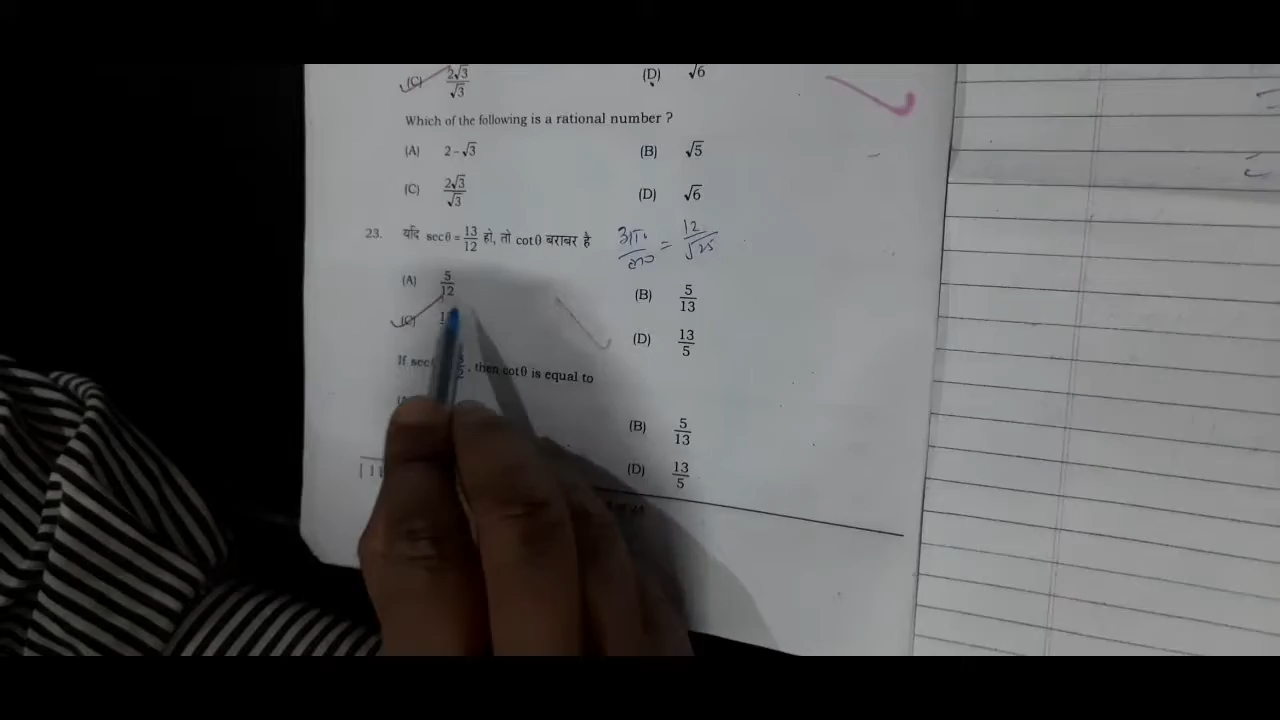 (C) 2√3/√3 (D) √6
Which of the following is a rational number ?
(A) 2 – √3 (B) √5
(C) 2√3/√3 (D) √6
23. यदि secθ = 13/12 हो, तो cotθ बराबर है
= 12/√25
(A) 5/12 (B) 5/13
(C) (D) 13/5
If sec , then cotθ is equal to
(B) 5/13
(D) 13/5